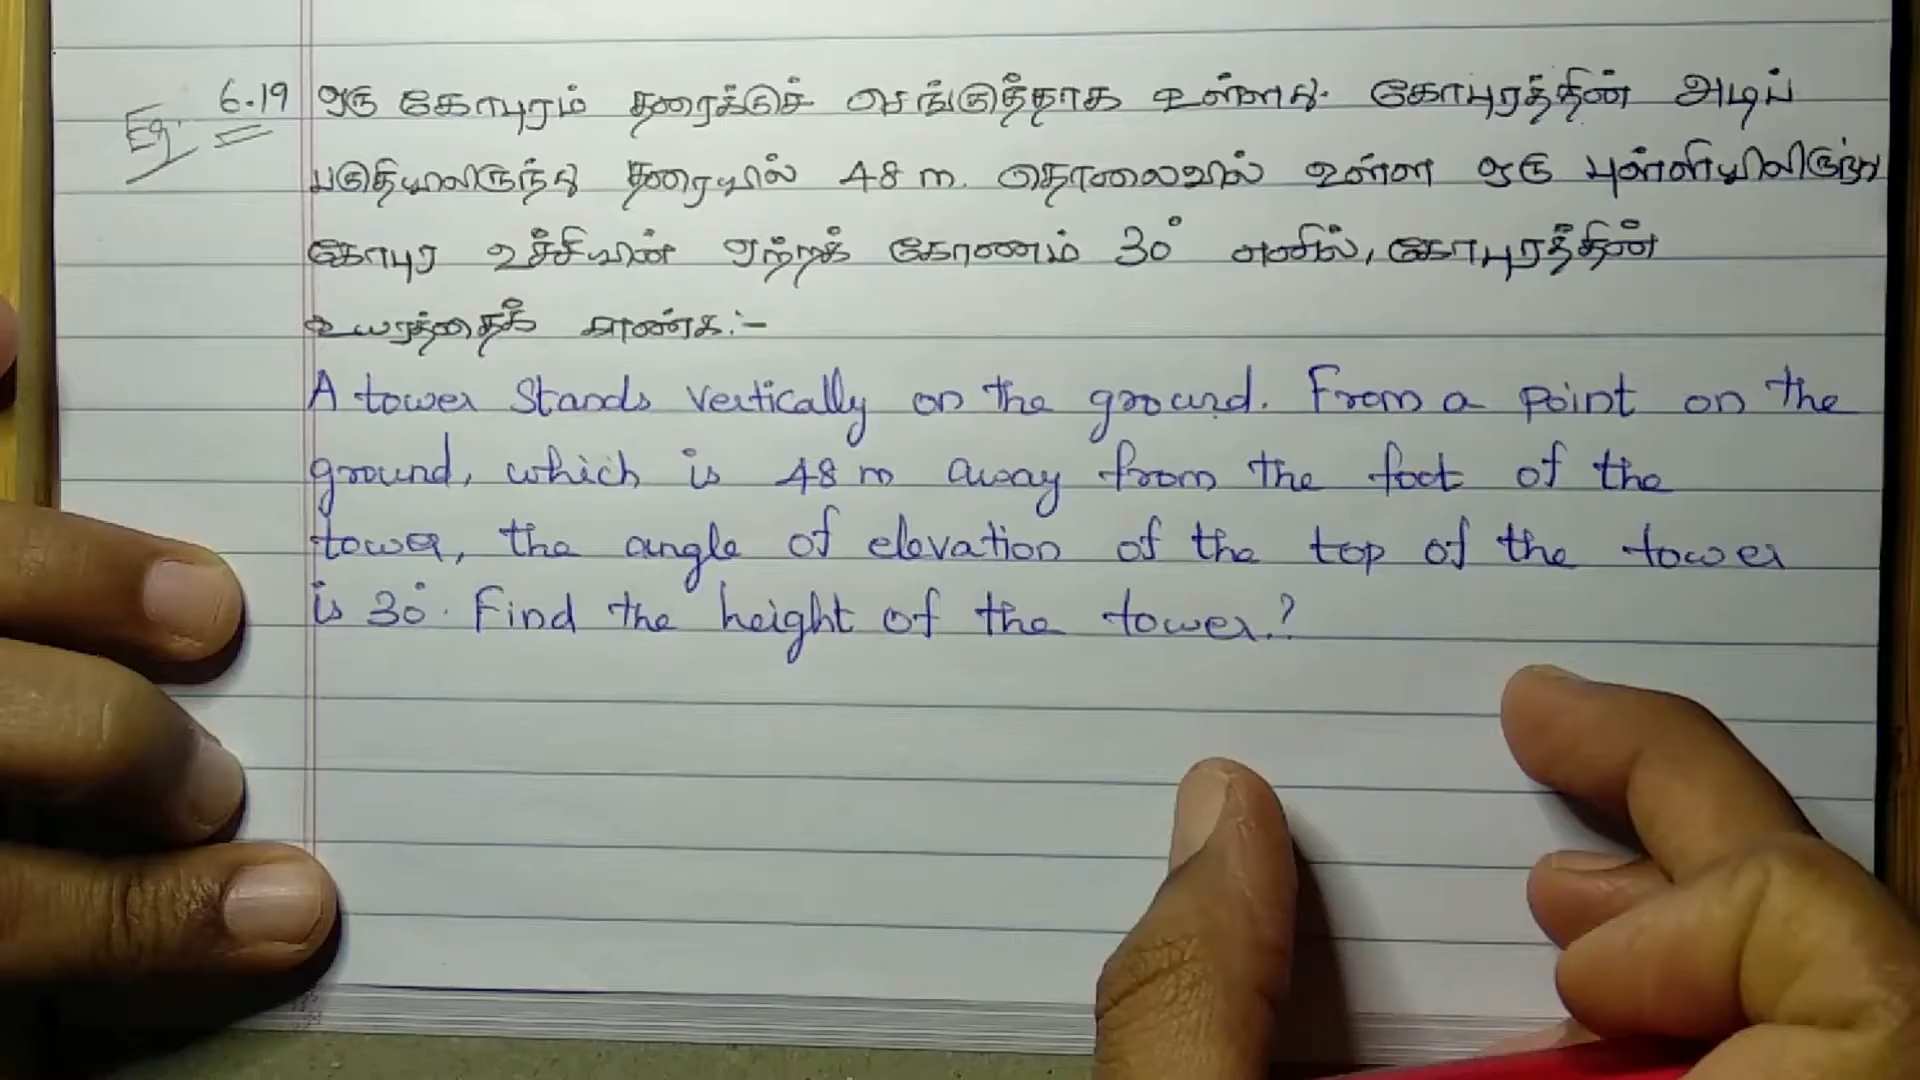 Eg. 6.19 ஒரு கோபுரம் தரைக்குச் செங்குத்தாக உள்ளது. கோபுரத்தின் அடிப்
பகுதியிலிருந்து தரையில் 48 m. தொலைவில் உள்ள ஒரு புள்ளியிலிருந்து
கோபுர உச்சியின் ஏற்றக் கோணம் 30° எனில், கோபுரத்தின்
உயரத்தைக் காண்க:-
A tower Stands vertically on the ground. From a point on the
ground, which is 48 m away from the foot of the
tower, the angle of elevation of the top of the tower
is 30°. Find the height of the tower.?